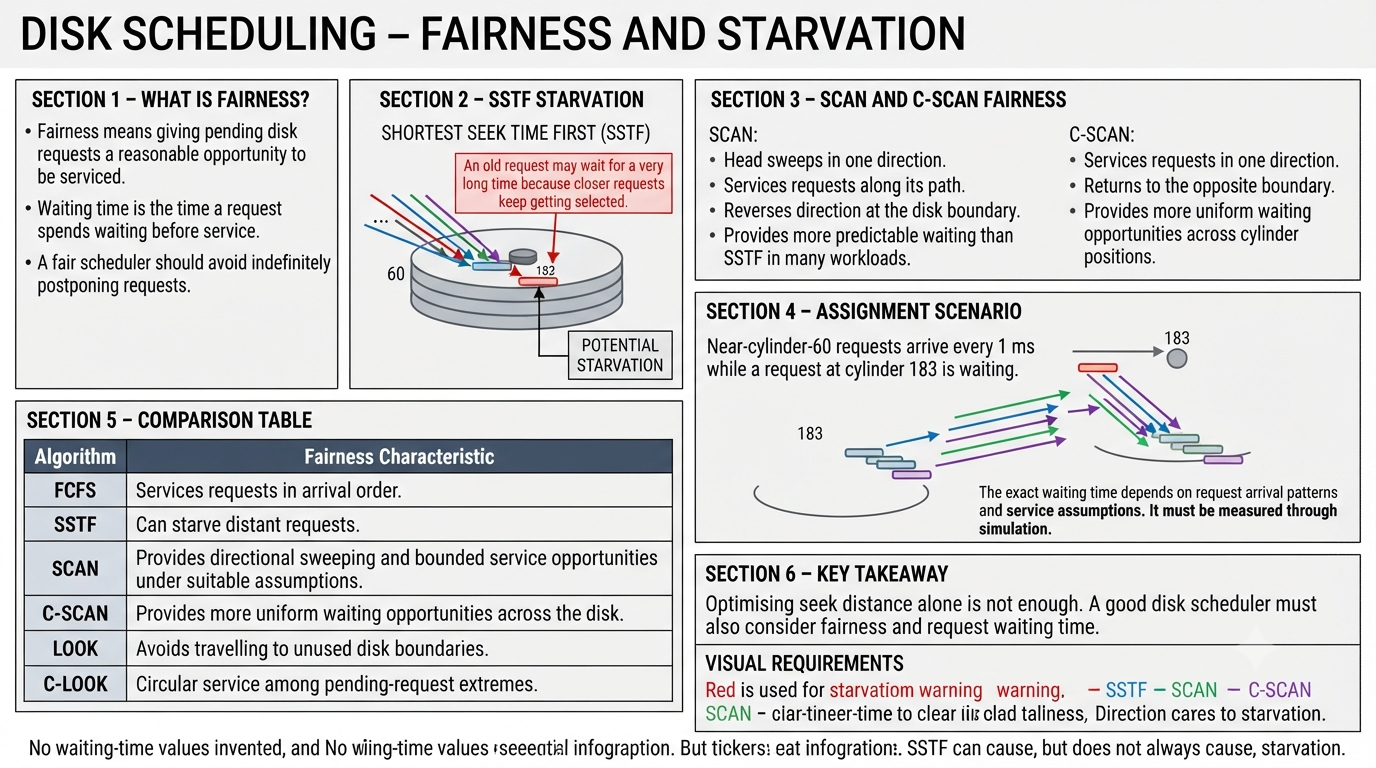 DISK SCHEDULING – FAIRNESS AND STARVATION
SECTION 1 – WHAT IS FAIRNESS?
• Fairness means giving pending disk
requests a reasonable opportunity to
be serviced.
• Waiting time is the time a request
spends waiting before service.
• A fair scheduler should avoid indefinitely
postponing requests.
SECTION 2 – SSTF STARVATION
SHORTEST SEEK TIME FIRST (SSTF)
An old request may wait for a very
long time because closer requests
keep getting selected.
...
60
182
POTENTIAL
STARVATION
SECTION 3 – SCAN AND C-SCAN FAIRNESS
SCAN:
• Head sweeps in one direction.
• Services requests along its path.
• Reverses direction at the disk boundary.
• Provides more predictable waiting than
SSTF in many workloads.
C-SCAN:
• Services requests in one direction.
• Returns to the opposite boundary.
• Provides more uniform waiting
opportunities across cylinder
positions.
SECTION 4 – ASSIGNMENT SCENARIO
Near-cylinder-60 requests arrive every 1 ms
while a request at cylinder 183 is waiting.
183
183
The exact waiting time depends on request arrival patterns
and service assumptions. It must be measured through
simulation.
SECTION 5 – COMPARISON TABLE
Algorithm Fairness Characteristic
FCFS Services requests in arrival order.
SSTF Can starve distant requests.
SCAN Provides directional sweeping and bounded service opportunities
under suitable assumptions.
C-SCAN Provides more uniform waiting opportunities across the disk.
LOOK Avoids travelling to unused disk boundaries.
C-LOOK Circular service among pending-request extremes.
SECTION 6 – KEY TAKEAWAY
Optimising seek distance alone is not enough. A good disk scheduler must
also consider fairness and request waiting time.
VISUAL REQUIREMENTS
Red is used for starvatiom warning warning. – SSTF – SCAN – C-SCAN
SCAN – ciar-tineer-time to clear clad tallness, Direction cares to starvation.
No waiting-time values invented, and No wiing-time values infograption. But tickers: eat infogration:. SSTF can cause, but does not always cause, starvation.